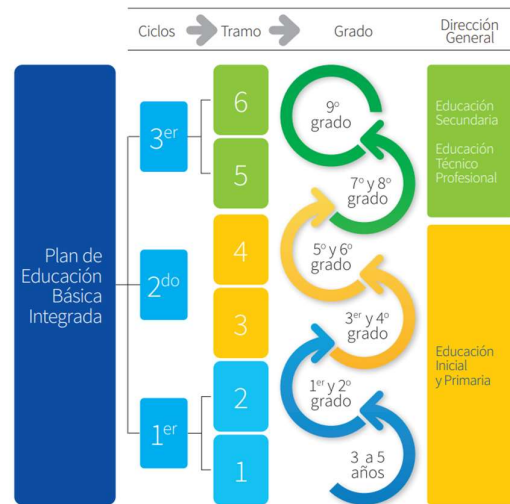 Ciclos Tramo Grado Dirección
General
Plan de
Educación
Básica
Integrada
3er
2do
1er
6
5
4
3
2
1
9º
grado
7º y 8º
grado
5º y 6º
grado
3er y 4º
grado
1er y 2º
grado
3 a 5
años
Educación
Secundaria
Educación
Técnico
Profesional
Educación
Inicial
y Primaria